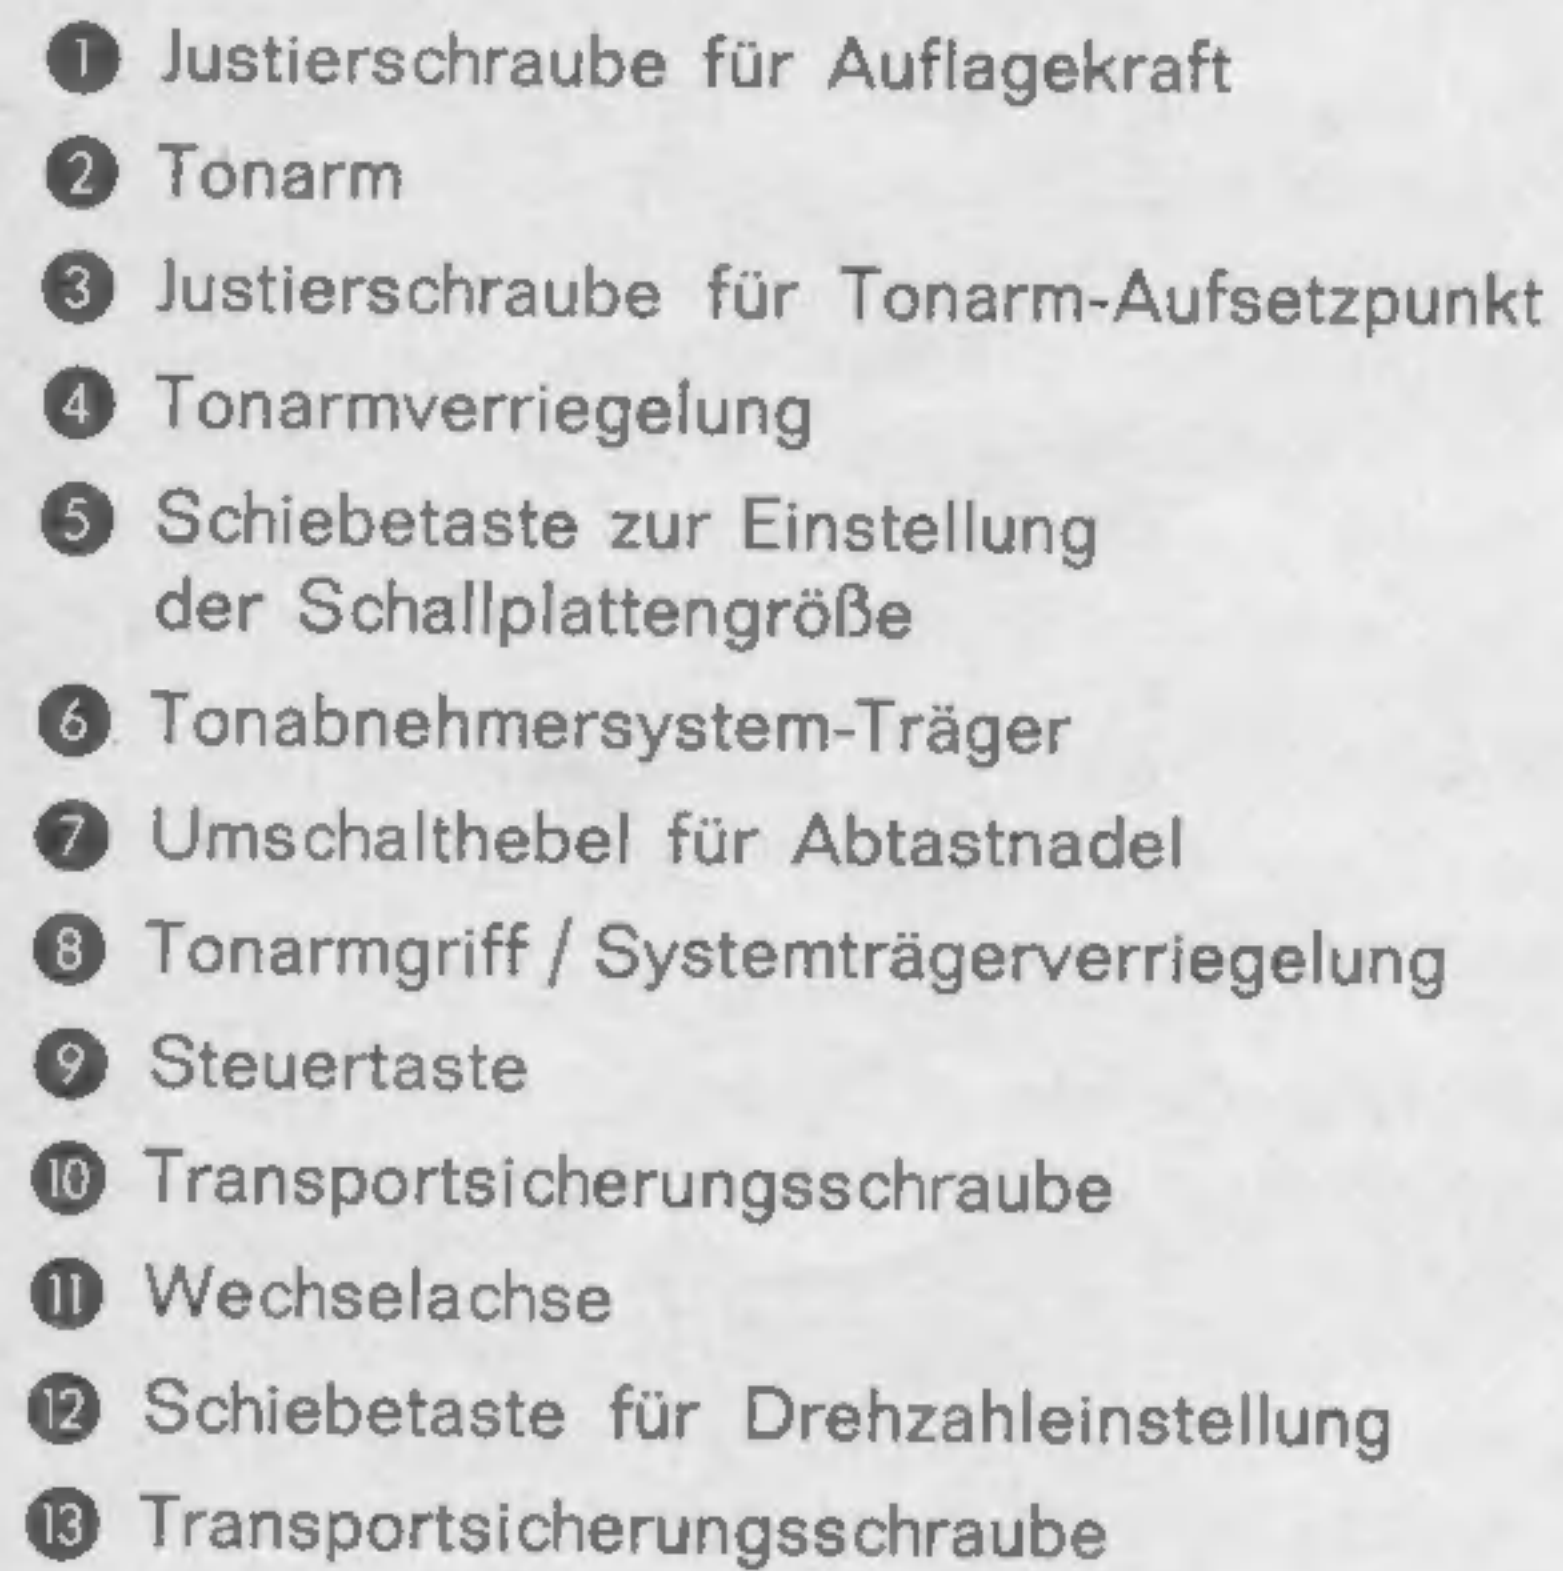 1 Justierschraube für Auflagekraft
2 Tonarm
3 Justierschraube für Tonarm-Aufsetzpunkt
4 Tonarmverriegelung
5 Schiebetaste zur Einstellung
der Schallplattengröße
6 Tonabnehmersystem-Träger
7 Umschalthebel für Abtastnadel
8 Tonarmgriff / Systemträgerverriegelung
9 Steuertaste
10 Transportsicherungsschraube
11 Wechselachse
12 Schiebetaste für Drehzahleinstellung
13 Transportsicherungsschraube